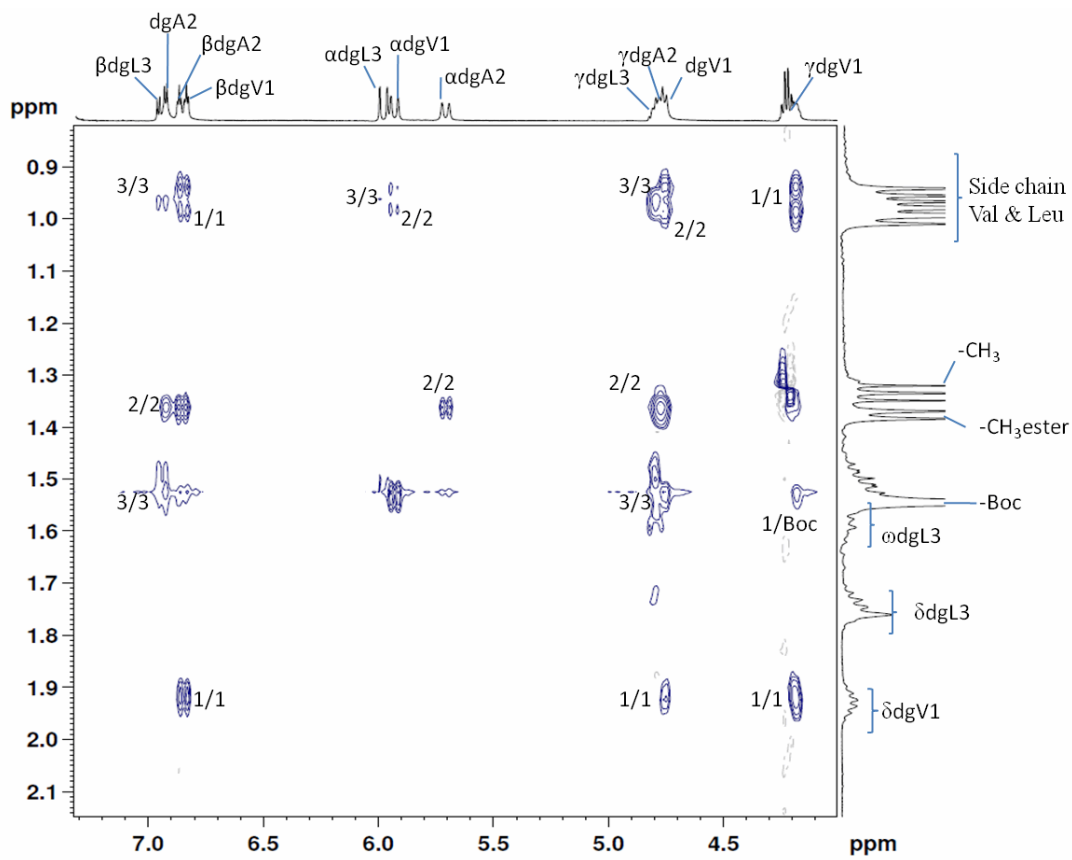 dgA2
βdgL3
βdgA2
βdgV1
αdgL3
αdgV1
αdgA2
γdgL3
γdgA2
dgV1
γdgV1
ppm
0.9
1.0
1.1
1.2
1.3
1.4
1.5
1.6
1.7
1.8
1.9
2.0
2.1
3/3
1/1
3/3
2/2
3/3
2/2
1/1
2/2
2/2
2/2
3/3
3/3
1/Boc
1/1
1/1
1/1
Side chain
Val & Leu
-CH₃
-CH₃ester
-Boc
ωdgL3
δdgL3
δdgV1
7.0
6.5
6.0
5.5
5.0
4.5
ppm